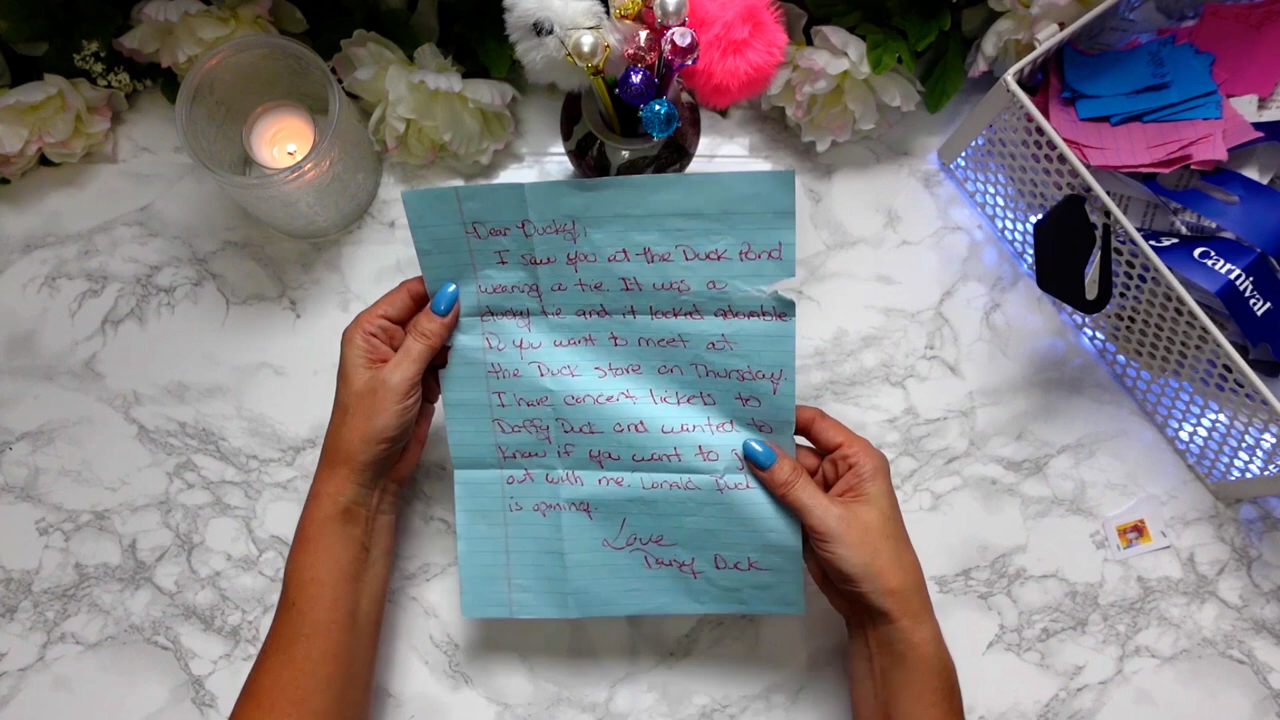 Dear Ducky,
I saw you at the Duck Pond
wearing a tie. It was a
ducky tie and it looked adorable.
Do you want to meet at
the Duck store on Thursday.
I have concert tickets to
Daffy Duck and wanted to
know if you want to
out with me. Donald Duck
is opening.
Love
Daisy Duck
Carnival
3